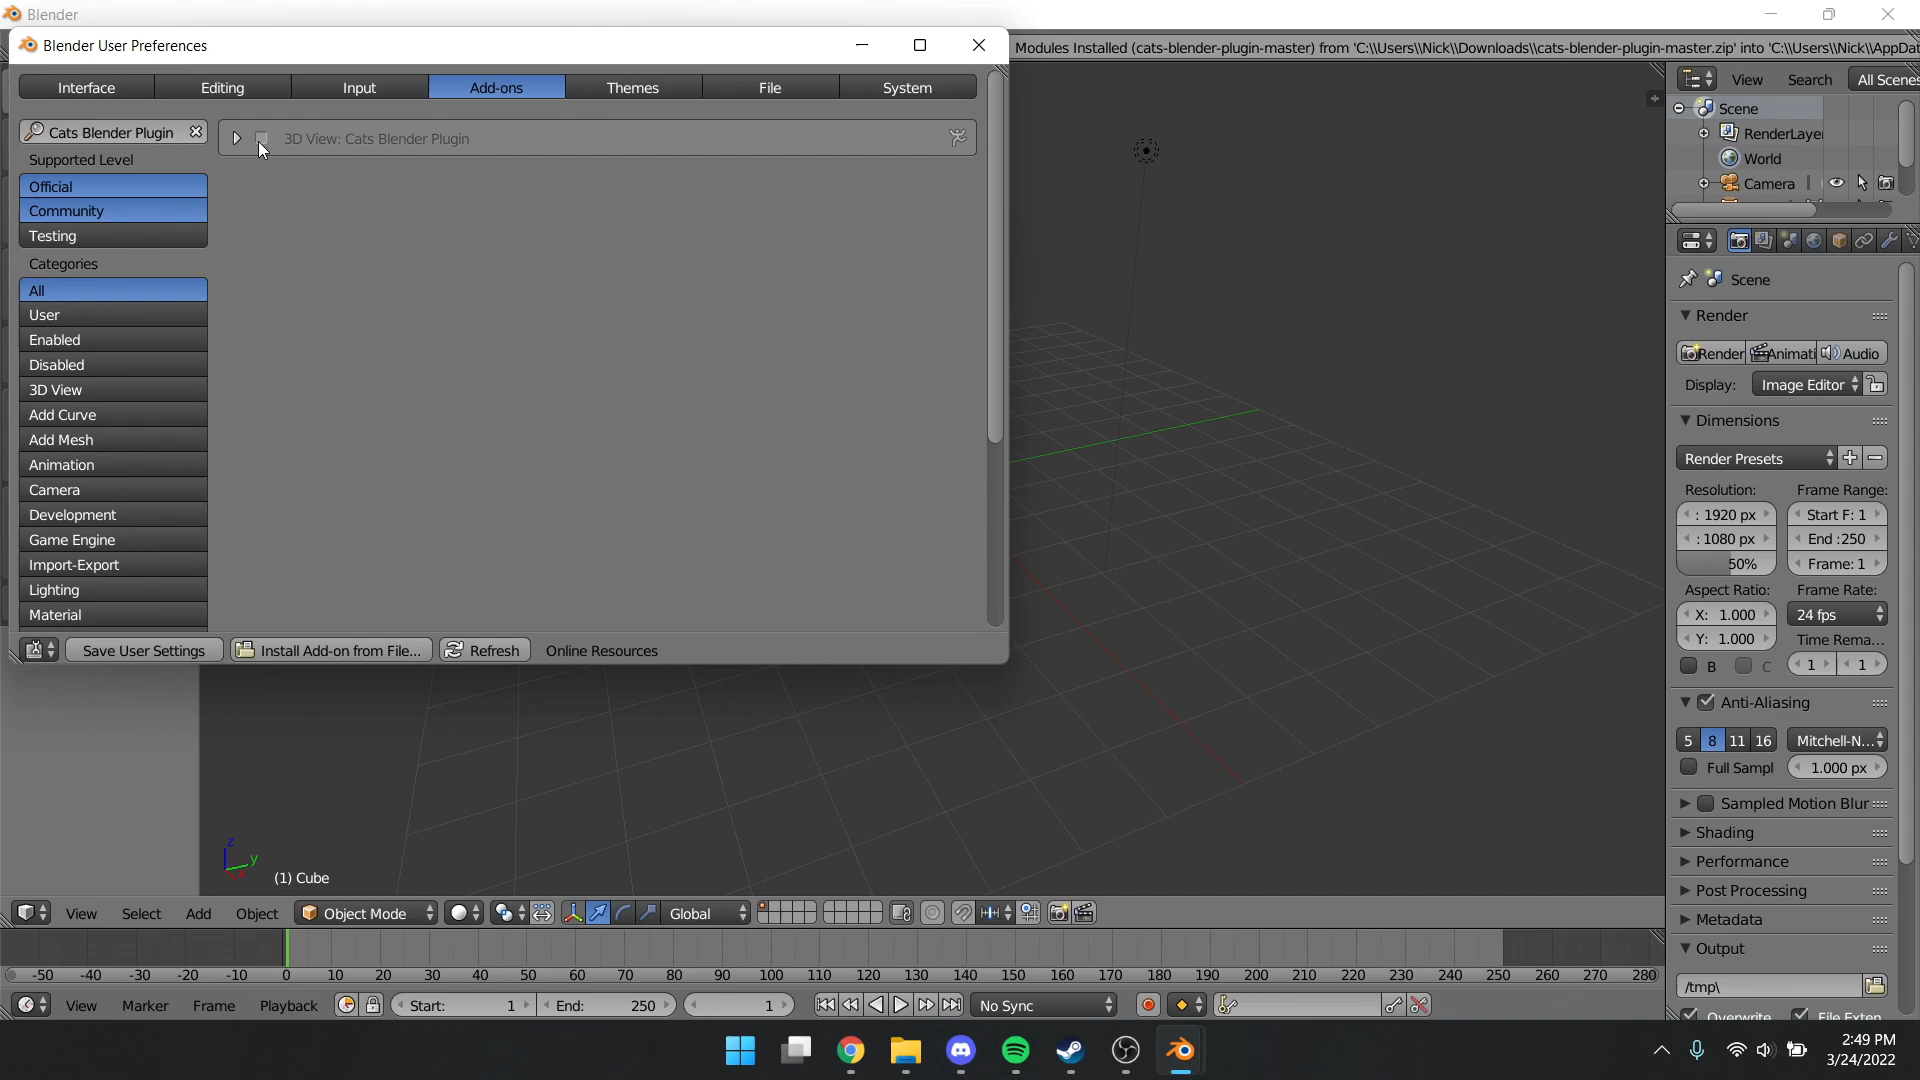 Blender
Blender User Preferences
Modules Installed (cats-blender-plugin-master) from 'C:\\Users\\Nick\\Downloads\\cats-blender-plugin-master.zip' into 'C:\\Users\\Nick\\AppDat
Interface Editing Input Add-ons Themes File System
Cats Blender Plugin
3D View: Cats Blender Plugin
Supported Level
Official
Community
Testing
Categories
All
User
Enabled
Disabled
3D View
Add Curve
Add Mesh
Animation
Camera
Development
Game Engine
Import-Export
Lighting
Material
Save User Settings Install Add-on from File... Refresh Online Resources
View Search All Scenes
Scene
RenderLayer
World
Camera
Scene
Render
Render Animati Audio
Display: Image Editor
Dimensions
Render Presets
Resolution: Frame Range:
: 1920 px Start F: 1
: 1080 px End :250
50% Frame: 1
Aspect Ratio: Frame Rate:
X: 1.000 24 fps
Y: 1.000 Time Rema...
B C 1 1
Anti-Aliasing
5 8 11 16 Mitchell-N...
Full Sampl 1.000 px
Sampled Motion Blur
Shading
Performance
Post Processing
Metadata
Output
/tmp\
Overwrite File Exten
z
y
x
(1) Cube
View Select Add Object Object Mode Global
-50 -40 -30 -20 -10 0 10 20 30 40 50 60 70 80 90 100 110 120 130 140 150 160 170 180 190 200 210 220 230 240 250 260 270 280
View Marker Frame Playback Start: 1 End: 250 1 No Sync
2:49 PM
3/24/2022